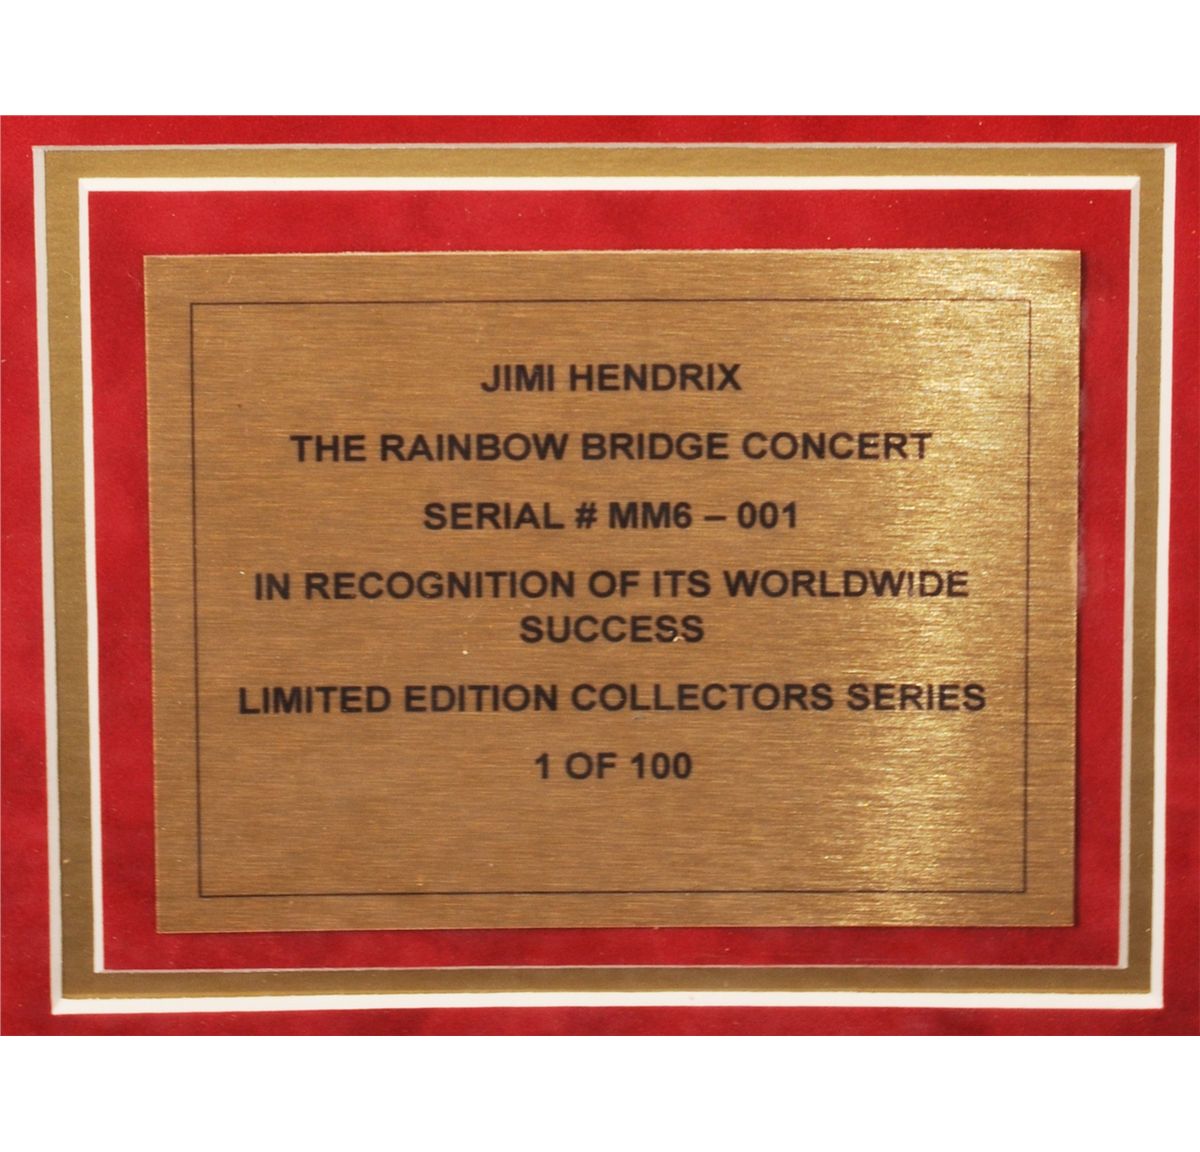 JIMI HENDRIX
THE RAINBOW BRIDGE CONCERT
SERIAL # MM6 – 001
IN RECOGNITION OF ITS WORLDWIDE
SUCCESS
LIMITED EDITION COLLECTORS SERIES
1 OF 100